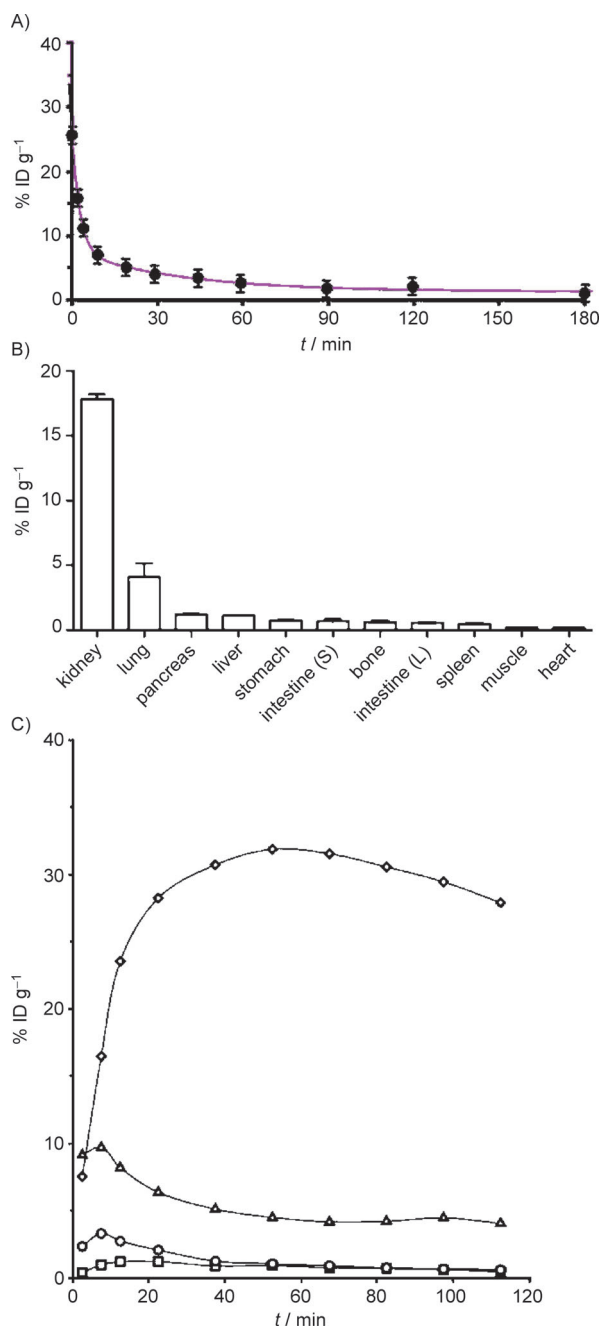 A)
40
30
20
10
0
% ID g⁻¹
0 30 60 90 120 150 180
t / min
B)
20
15
10
5
0
% ID g⁻¹
kidney
lung
pancreas
liver
stomach
intestine (S)
bone
intestine (L)
spleen
muscle
heart
C)
40
30
20
10
0
% ID g⁻¹
0 20 40 60 80 100 120
t / min